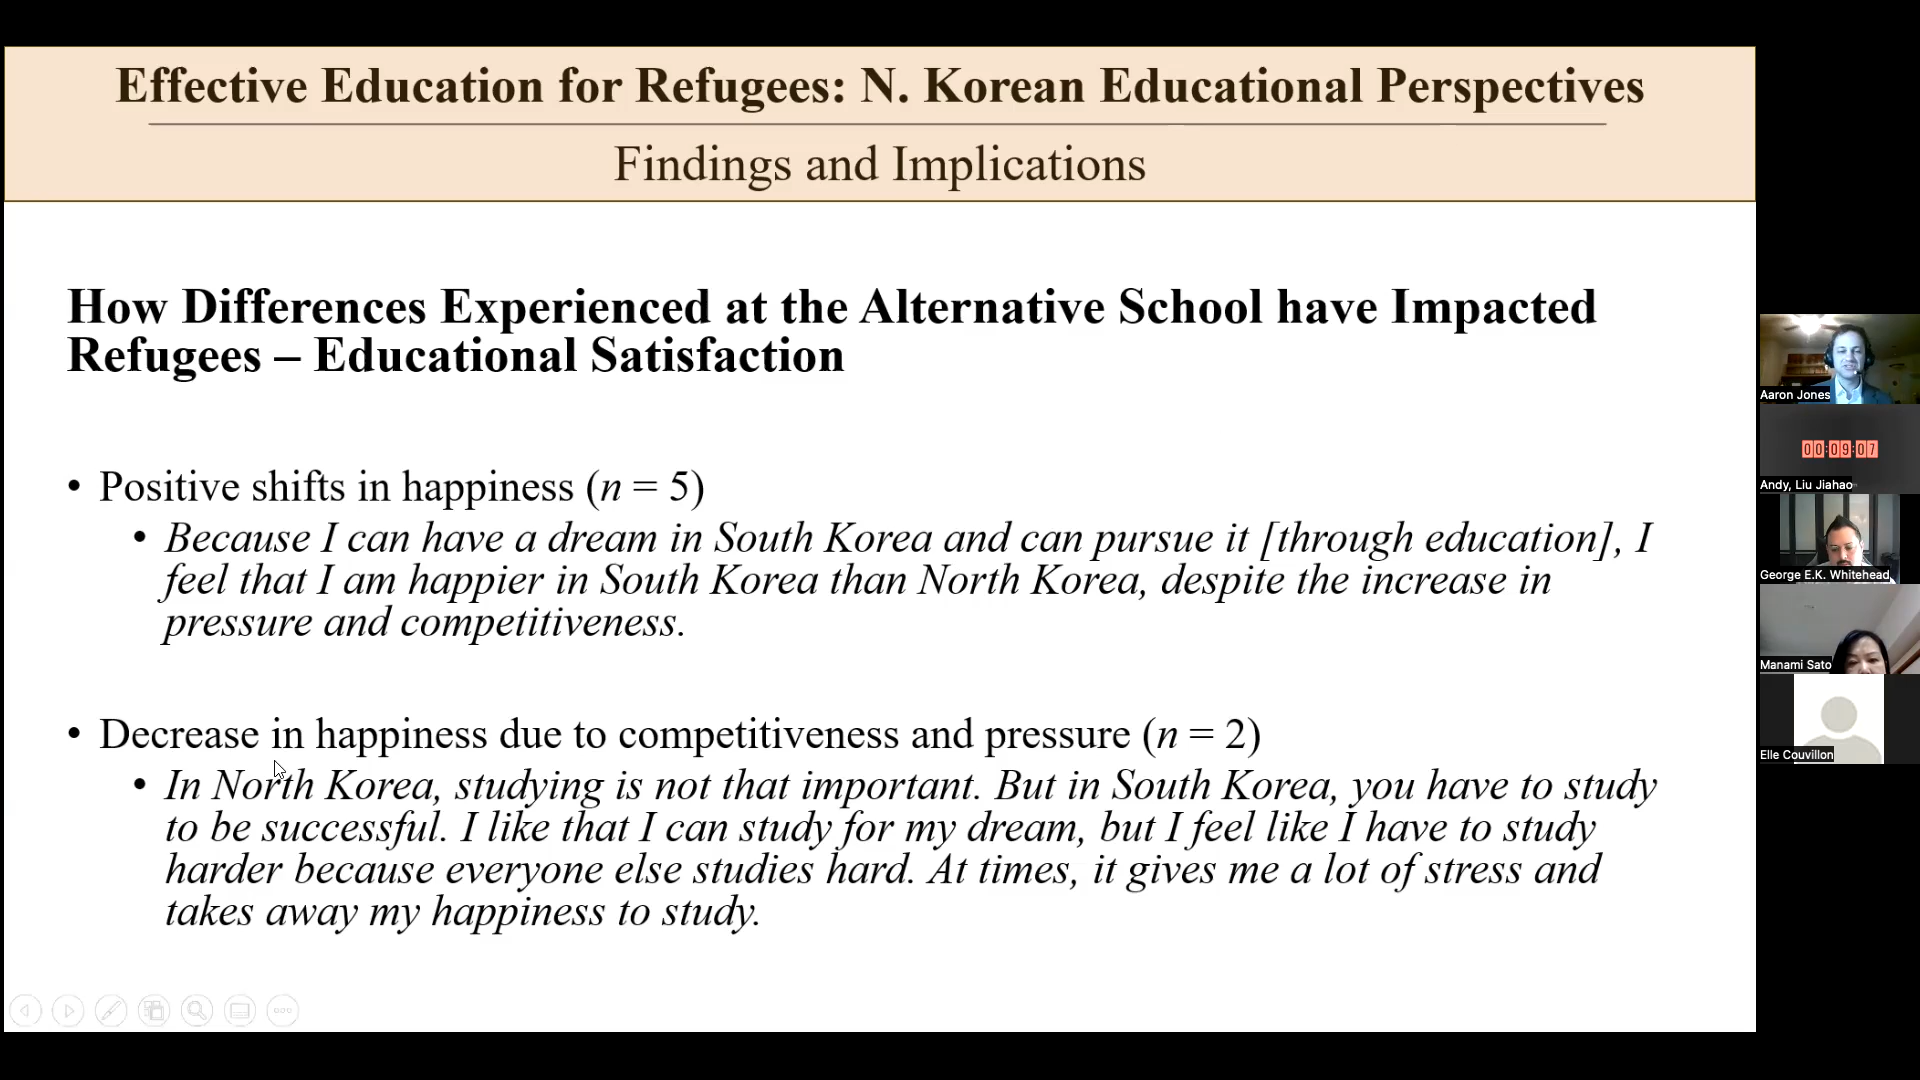 Effective Education for Refugees: N. Korean Educational Perspectives
Findings and Implications
How Differences Experienced at the Alternative School have Impacted
Refugees – Educational Satisfaction
• Positive shifts in happiness (n = 5)
• Because I can have a dream in South Korea and can pursue it [through education], I
feel that I am happier in South Korea than North Korea, despite the increase in
pressure and competitiveness.
• Decrease in happiness due to competitiveness and pressure (n = 2)
• In North Korea, studying is not that important. But in South Korea, you have to study
to be successful. I like that I can study for my dream, but I feel like I have to study
harder because everyone else studies hard. At times, it gives me a lot of stress and
takes away my happiness to study.
Aaron Jones
00:09:07
Andy, Liu Jiahao
George E.K. Whitehead
Manami Sato
Elle Couvillon